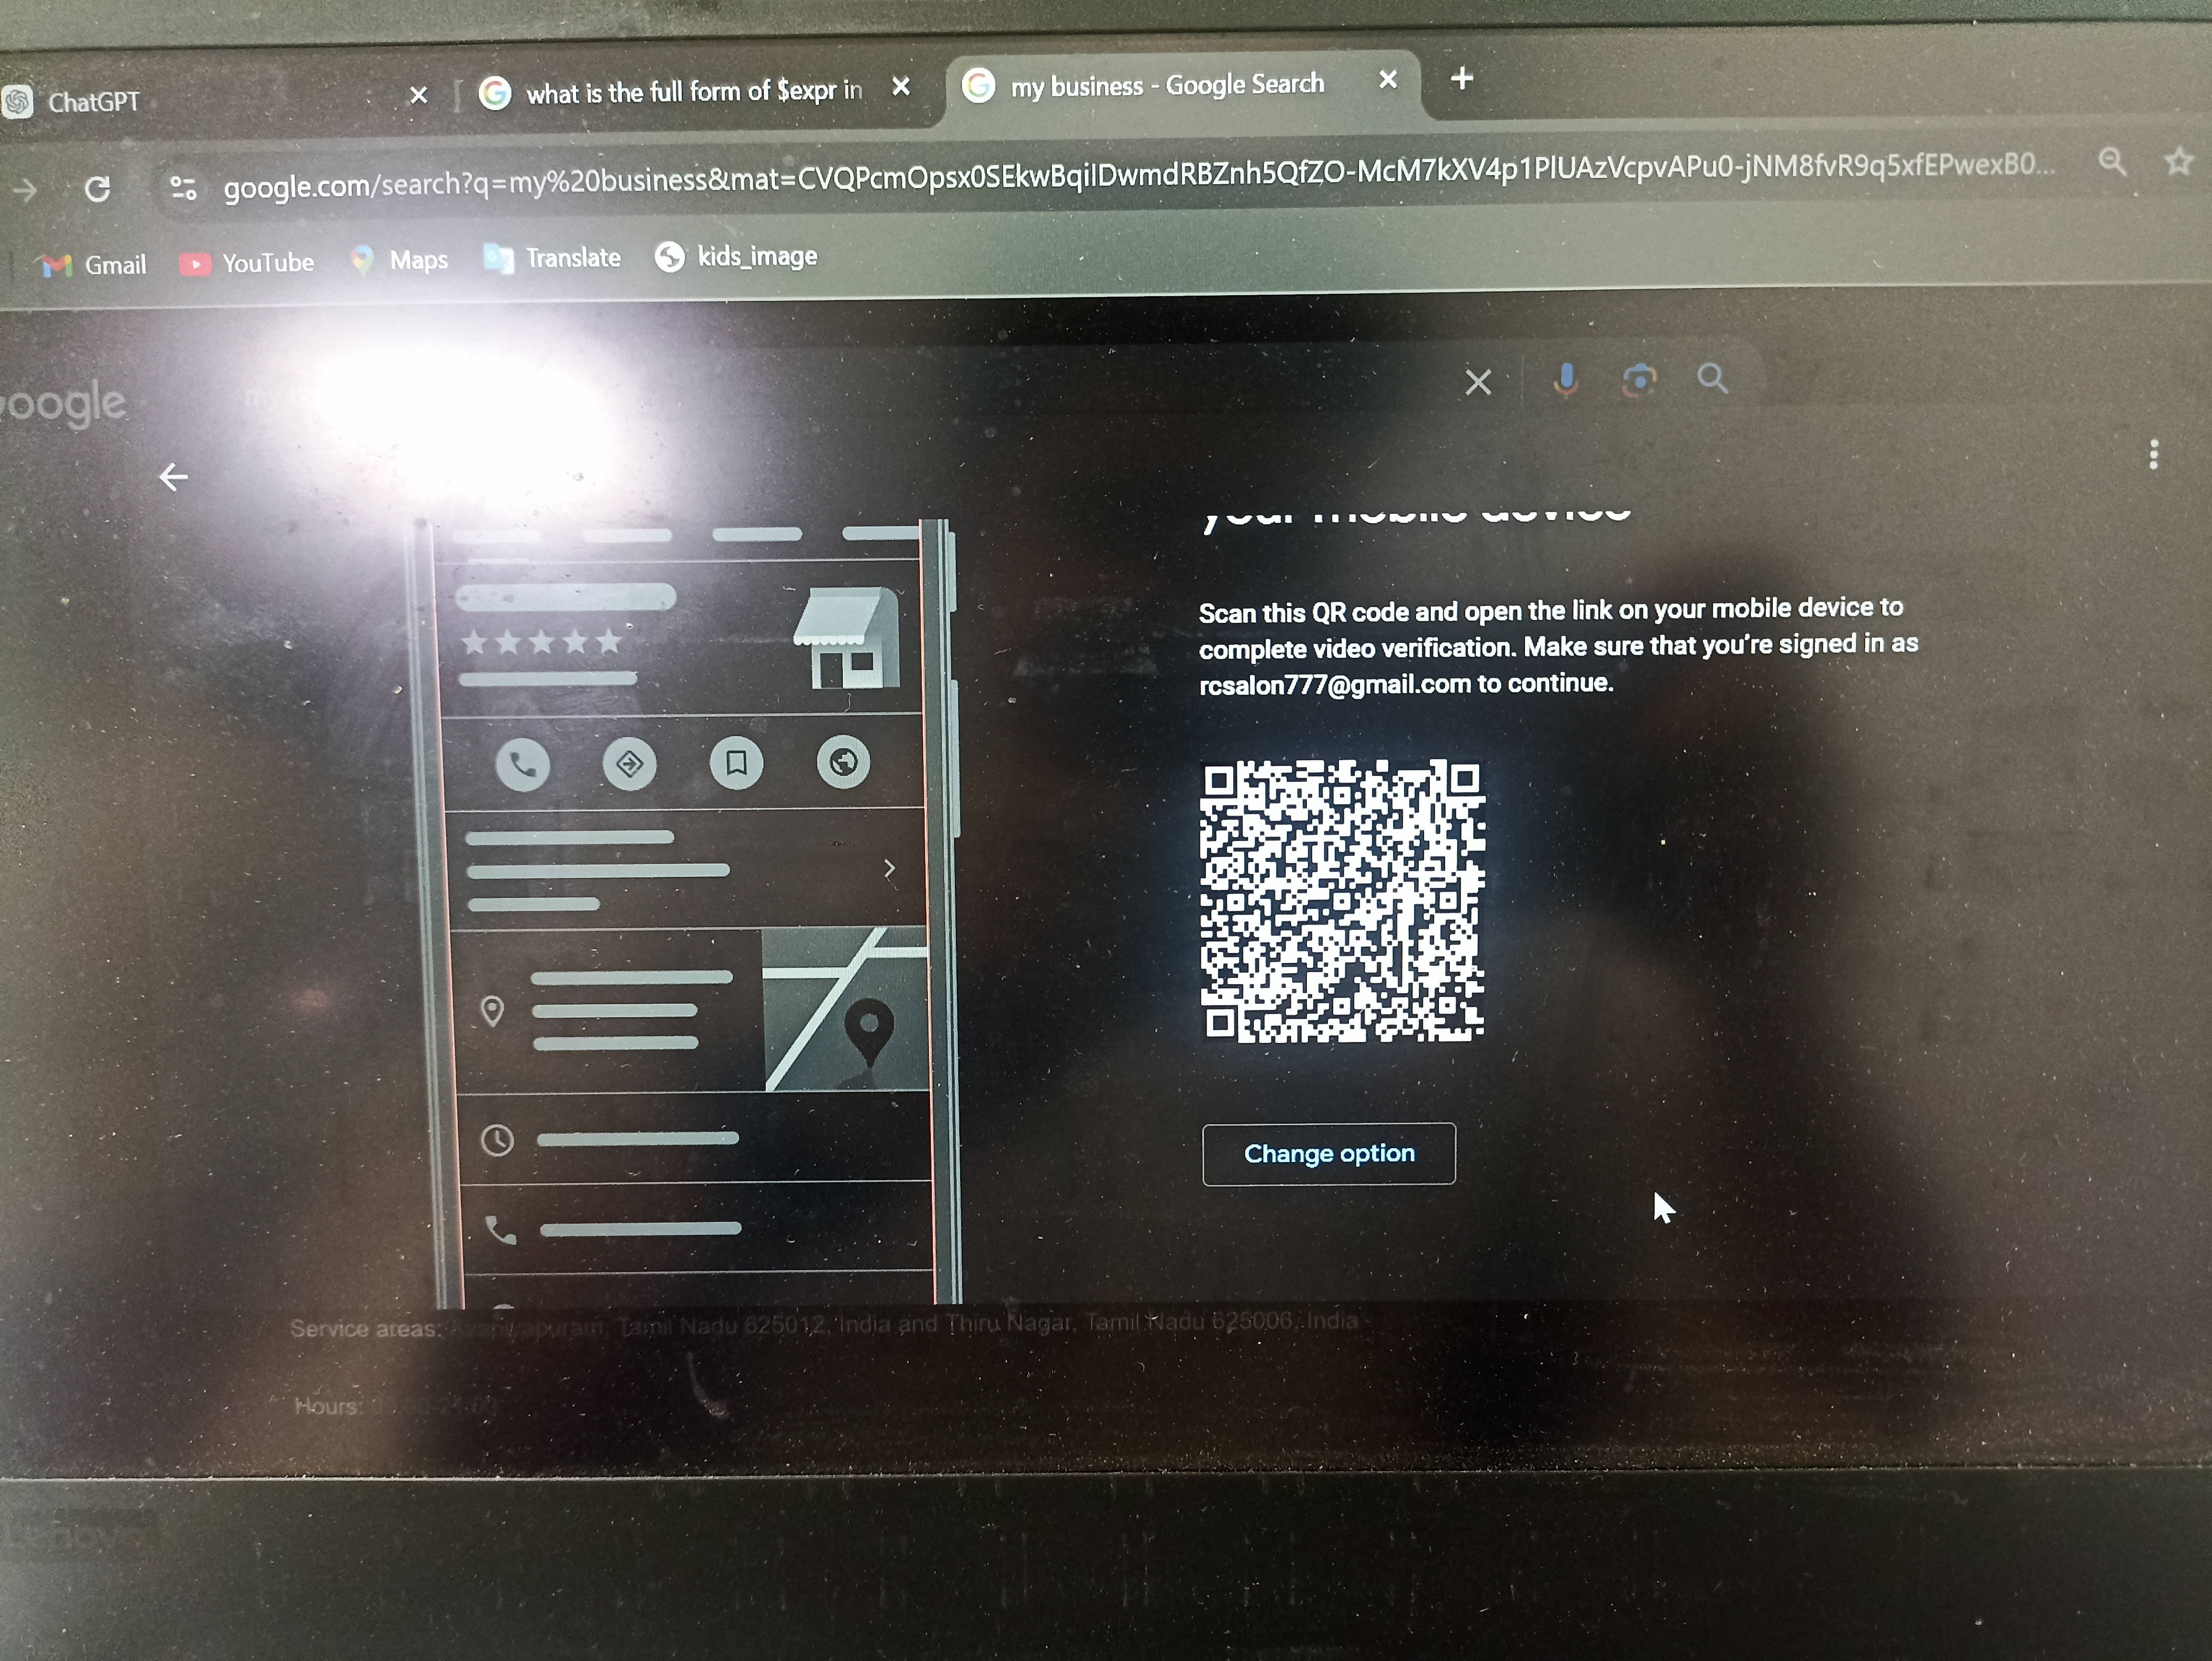 ChatGPT
what is the full form of $expr in
my business - Google Search
google.com/search?q=my%20business&mat=CVQPcmOpsx0SEkwBqiIDwmdRBZnh5QfZO-McM7kXV4p1PlUAzVcpvAPu0-jNM8fvR9q5xfEPwexB0...
Gmail
YouTube
Maps
Translate
kids_image
oogle
my
your mobile device
Scan this QR code and open the link on your mobile device to
complete video verification. Make sure that you're signed in as
rcsalon777@gmail.com to continue.
Change option
Service areas: Tamil Nadu 625012, India and Thiru Nagar, Tamil Nadu 625006, India
Hours:
Lenovo